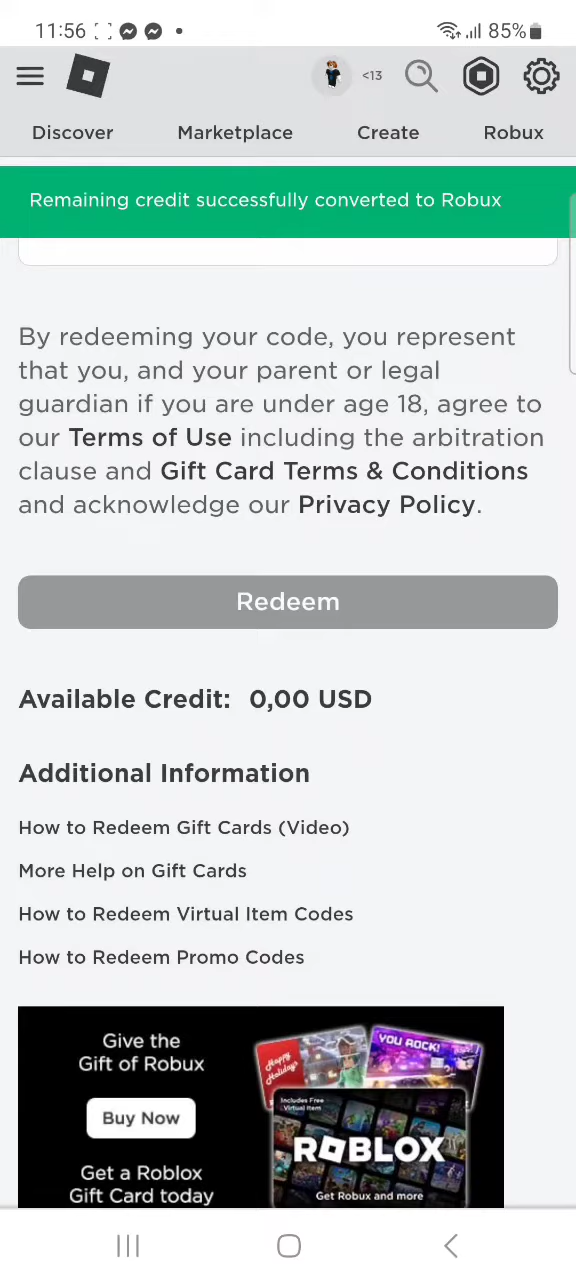 11:56
85%
<13
Discover Marketplace Create Robux
Remaining credit successfully converted to Robux
By redeeming your code, you represent
that you, and your parent or legal
guardian if you are under age 18, agree to
our Terms of Use including the arbitration
clause and Gift Card Terms & Conditions
and acknowledge our Privacy Policy.
Redeem
Available Credit: 0,00 USD
Additional Information
How to Redeem Gift Cards (Video)
More Help on Gift Cards
How to Redeem Virtual Item Codes
How to Redeem Promo Codes
Give the
Gift of Robux
Buy Now
Get a Roblox
Gift Card today
Happy
Holidays
YOU ROCK!
Includes Free
Virtual Item
ROBLOX
Get Robux and more